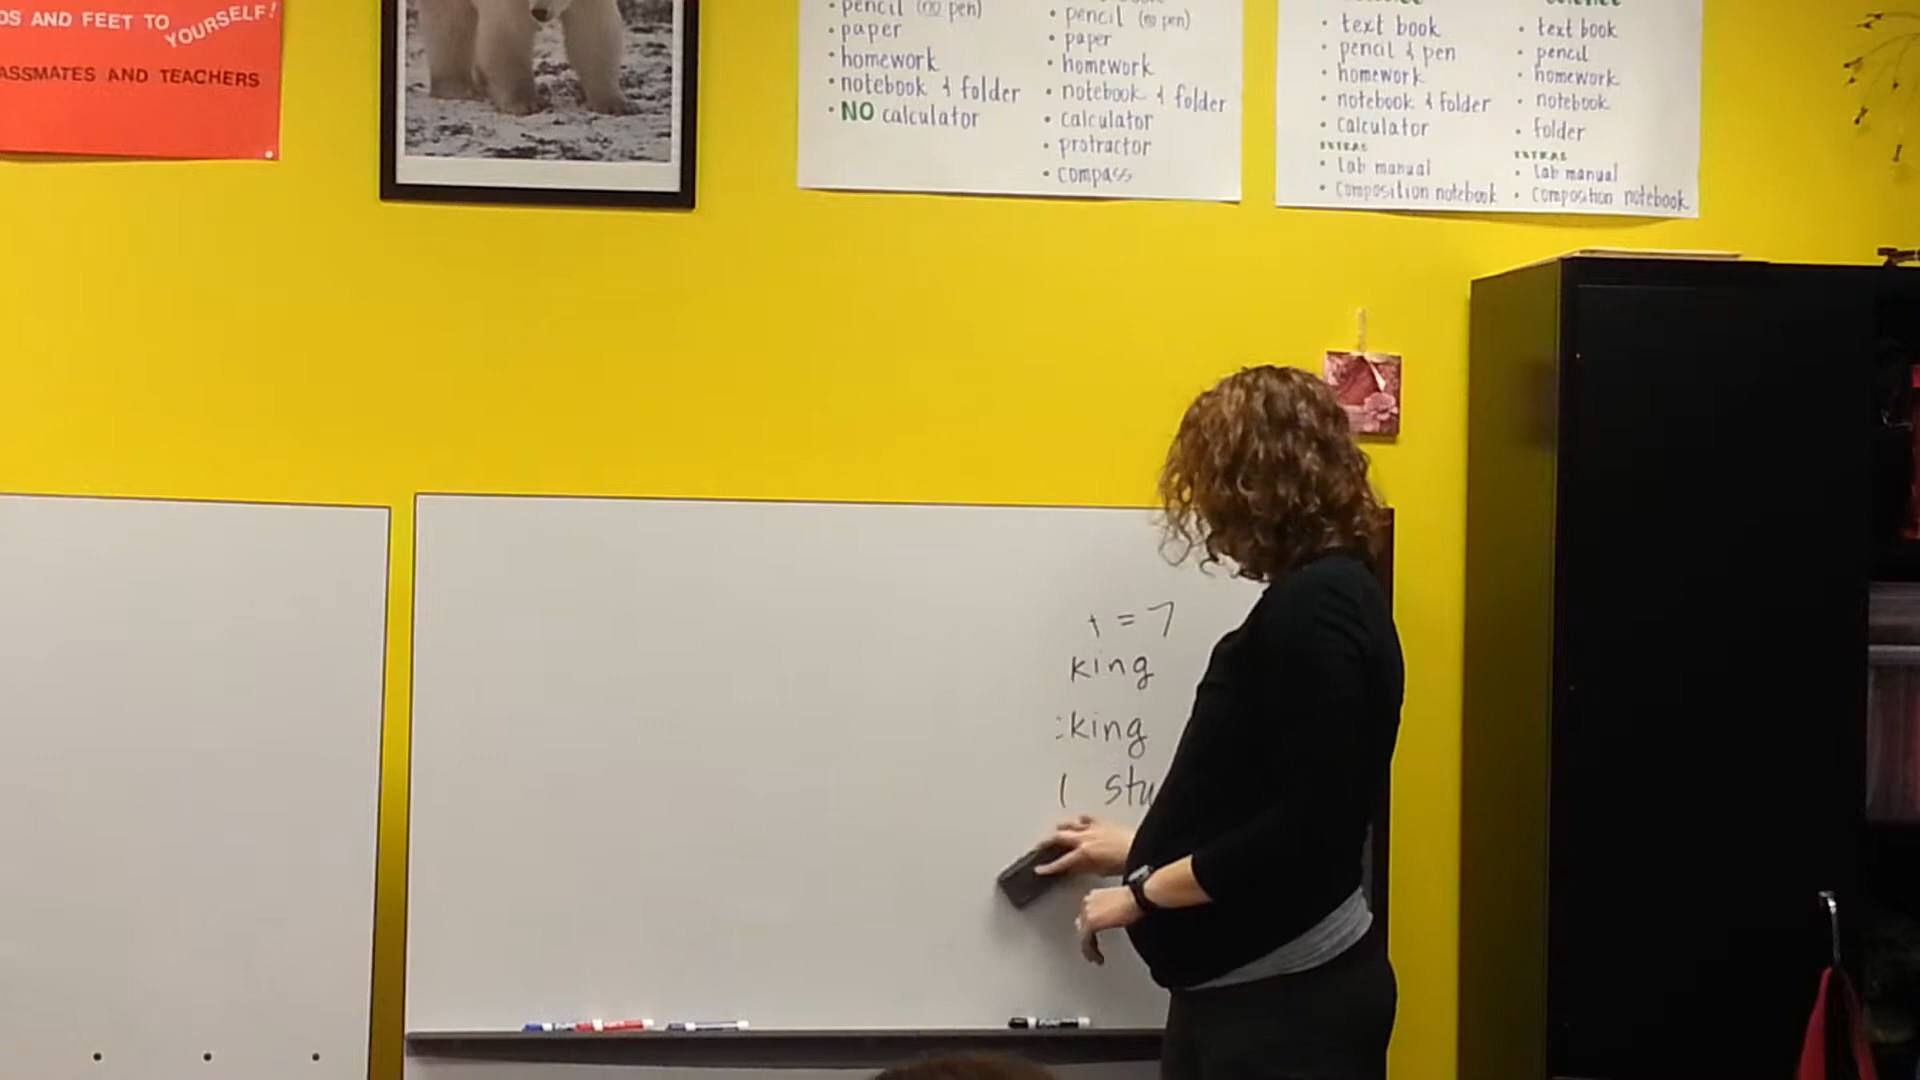 DS AND FEET TO YOURSELF!
ASSMATES AND TEACHERS
• pencil (no pen)
• paper
• homework
• notebook & folder
• NO calculator
• pencil (no pen)
• paper
• homework
• notebook & folder
• calculator
• protractor
• compass
• text book
• pencil & pen
• homework
• notebook & folder
• calculator
EXTRAS
• Lab manual
• Composition notebook
• text book
• pencil
• homework
• notebook
• folder
EXTRAS
• Lab manual
• Composition notebook
t = 7
king
king
stu